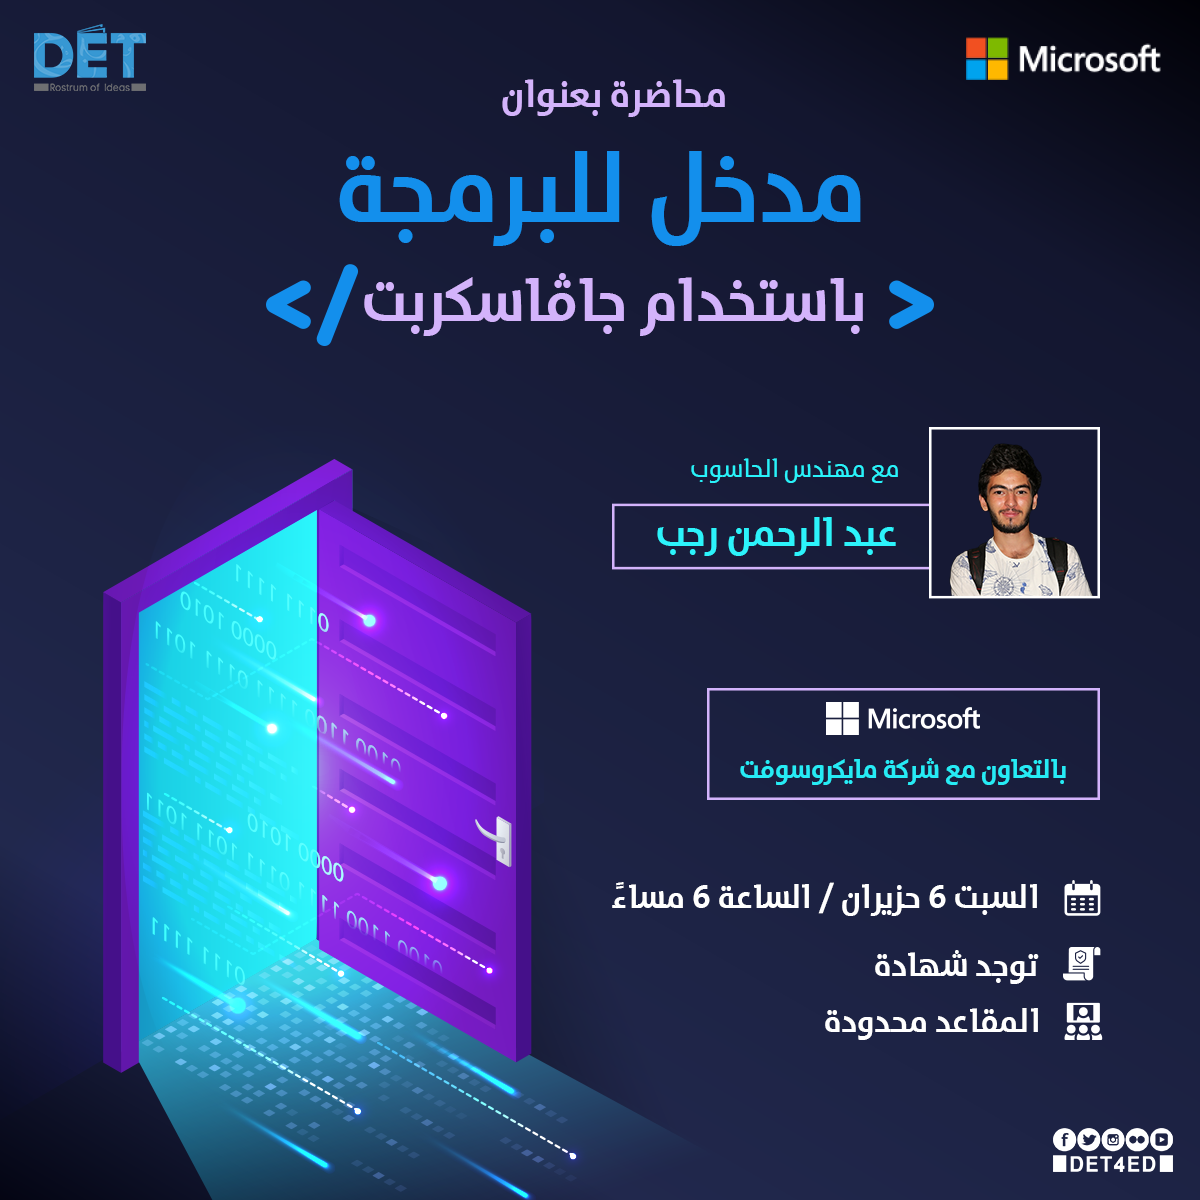 DET
Rostrum of Ideas
Microsoft
محاضرة بعنوان
مدخل للبرمجة
< باستخدام جاڤاسكربت />
مع مهندس الحاسوب
عبد الرحمن رجب
Microsoft
بالتعاون مع شركة مايكروسوفت
السبت 6 حزيران / الساعة 6 مساءً
توجد شهادة
المقاعد محدودة
DET4ED